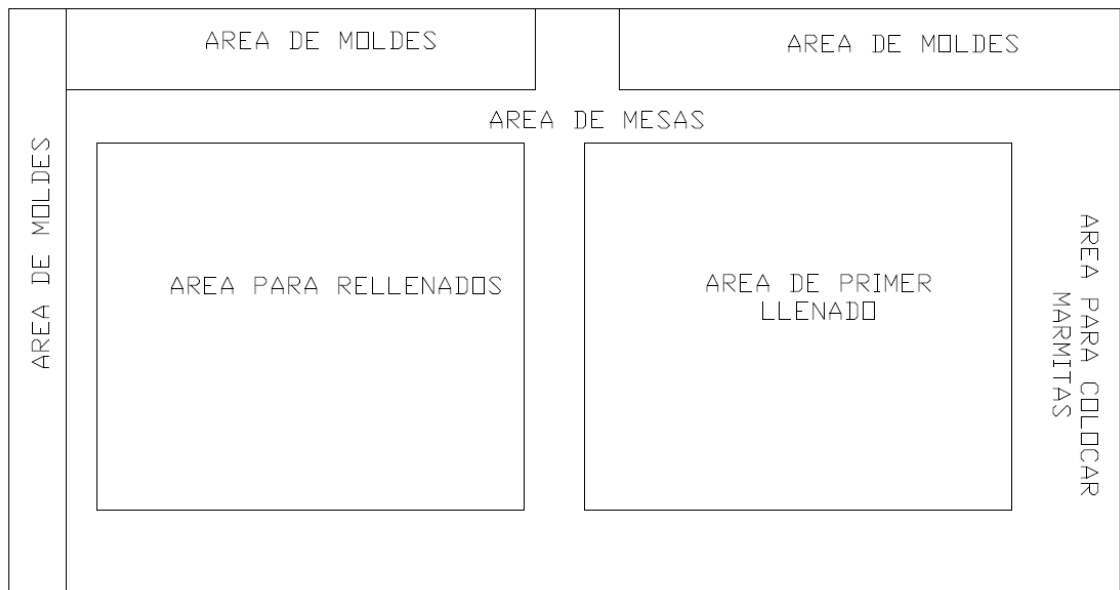 AREA DE MOLDES
AREA DE MOLDES
AREA DE MESAS
AREA DE MOLDES
AREA PARA RELLENADOS
AREA DE PRIMER
LLENADO
AREA PARA COLOCAR
MARMITAS